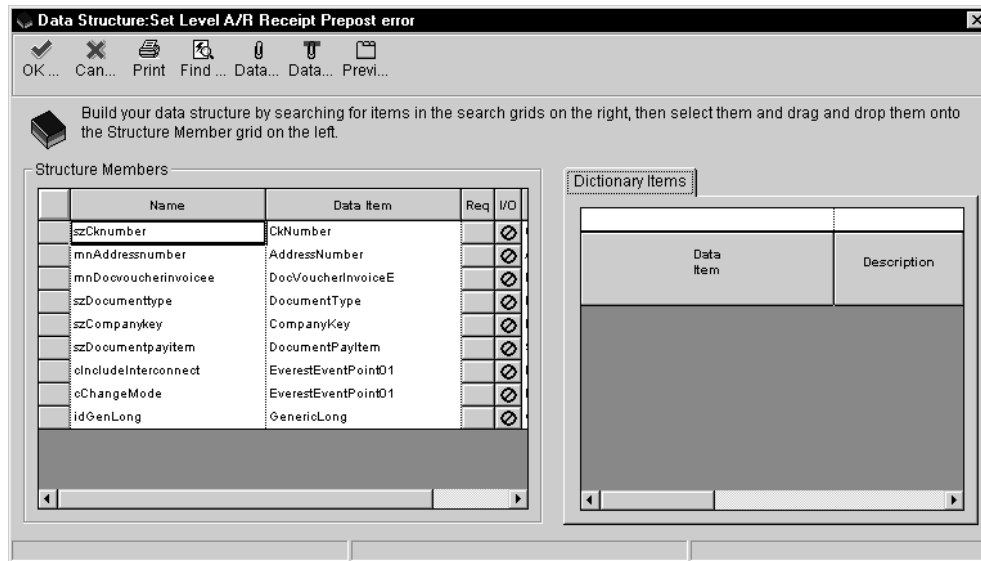 Data Structure:Set Level A/R Receipt Prepost error
OK ... Can... Print Find ... Data... Data... Previ...
Build your data structure by searching for items in the search grids on the right, then select them and drag and drop them onto
the Structure Member grid on the left.
Structure Members
Name Data Item Req I/O
szCknumber CkNumber
mnAddressnumber AddressNumber
mnDocvoucherinvoicee DocVoucherInvoiceE
szDocumenttype DocumentType
szCompanykey CompanyKey
szDocumentpayitem DocumentPayItem
cIncludeInterconnect EverestEventPoint01
cChangeMode EverestEventPoint01
idGenLong GenericLong
Dictionary Items
Data
Item
Description